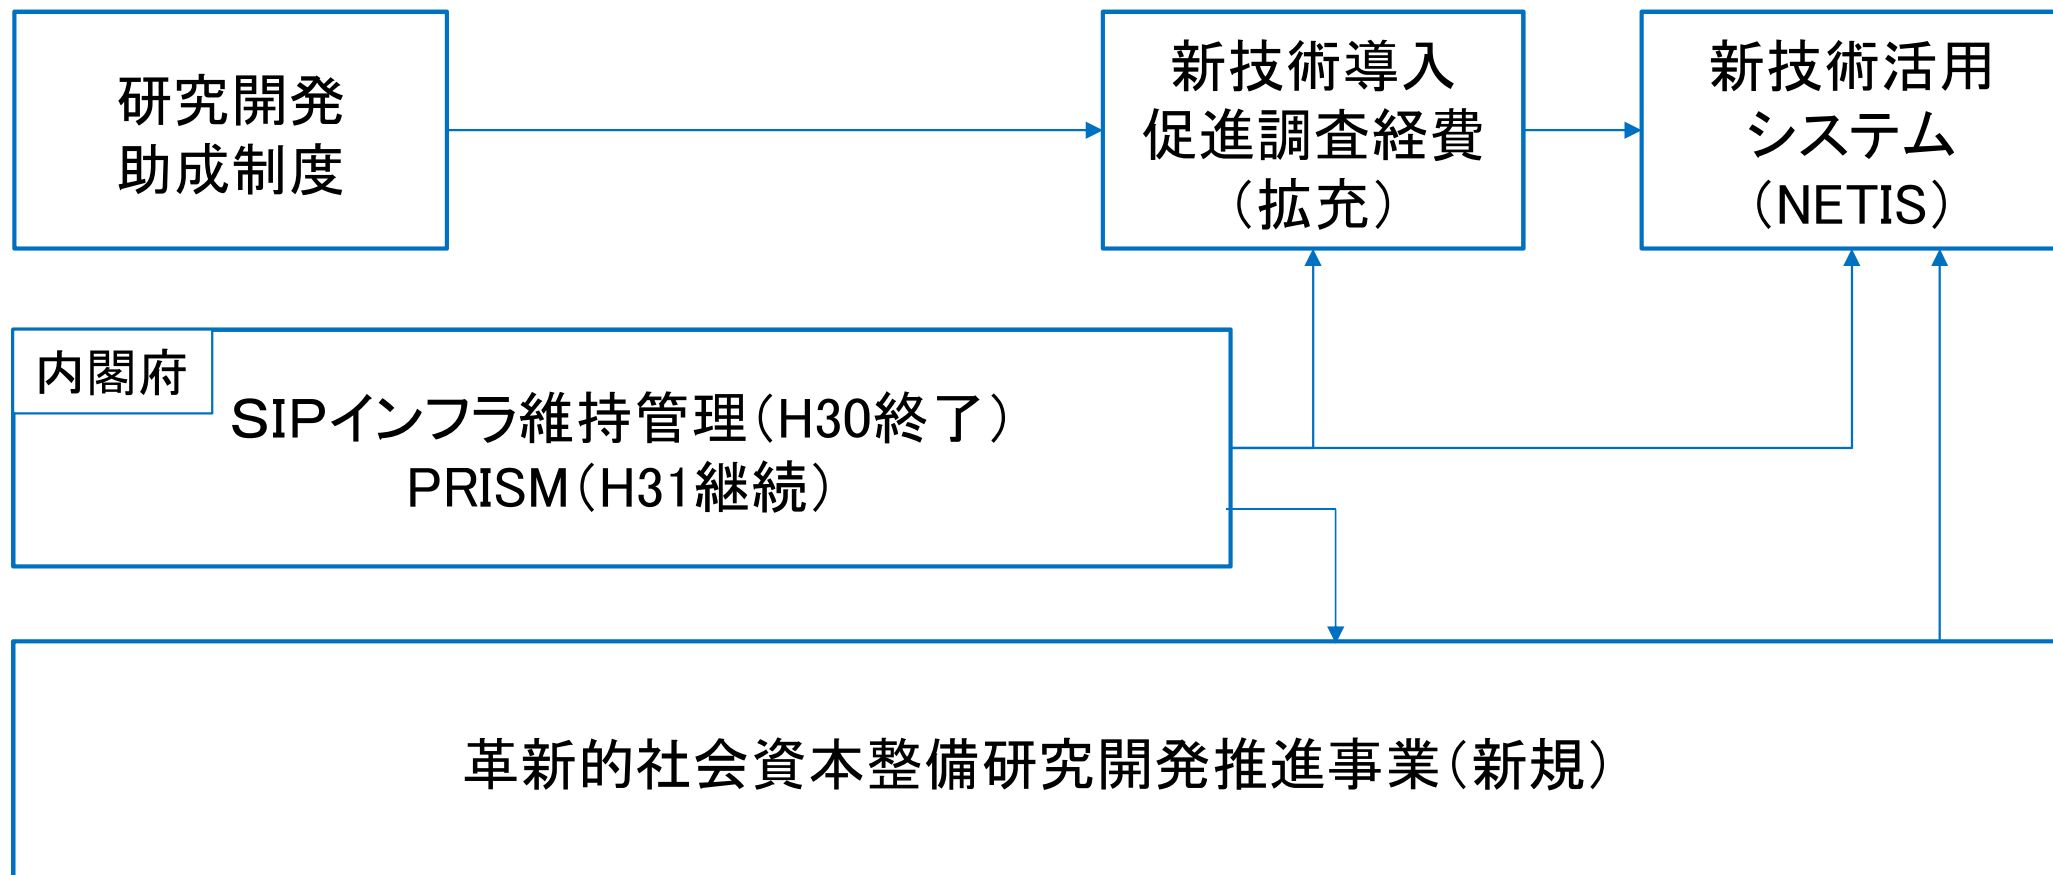 研究開発
助成制度
新技術導入
促進調査経費
（拡充）
新技術活用
システム
（NETIS）
内閣府
SIPインフラ維持管理（H30終了）
PRISM（H31継続）
革新的社会資本整備研究開発推進事業（新規）